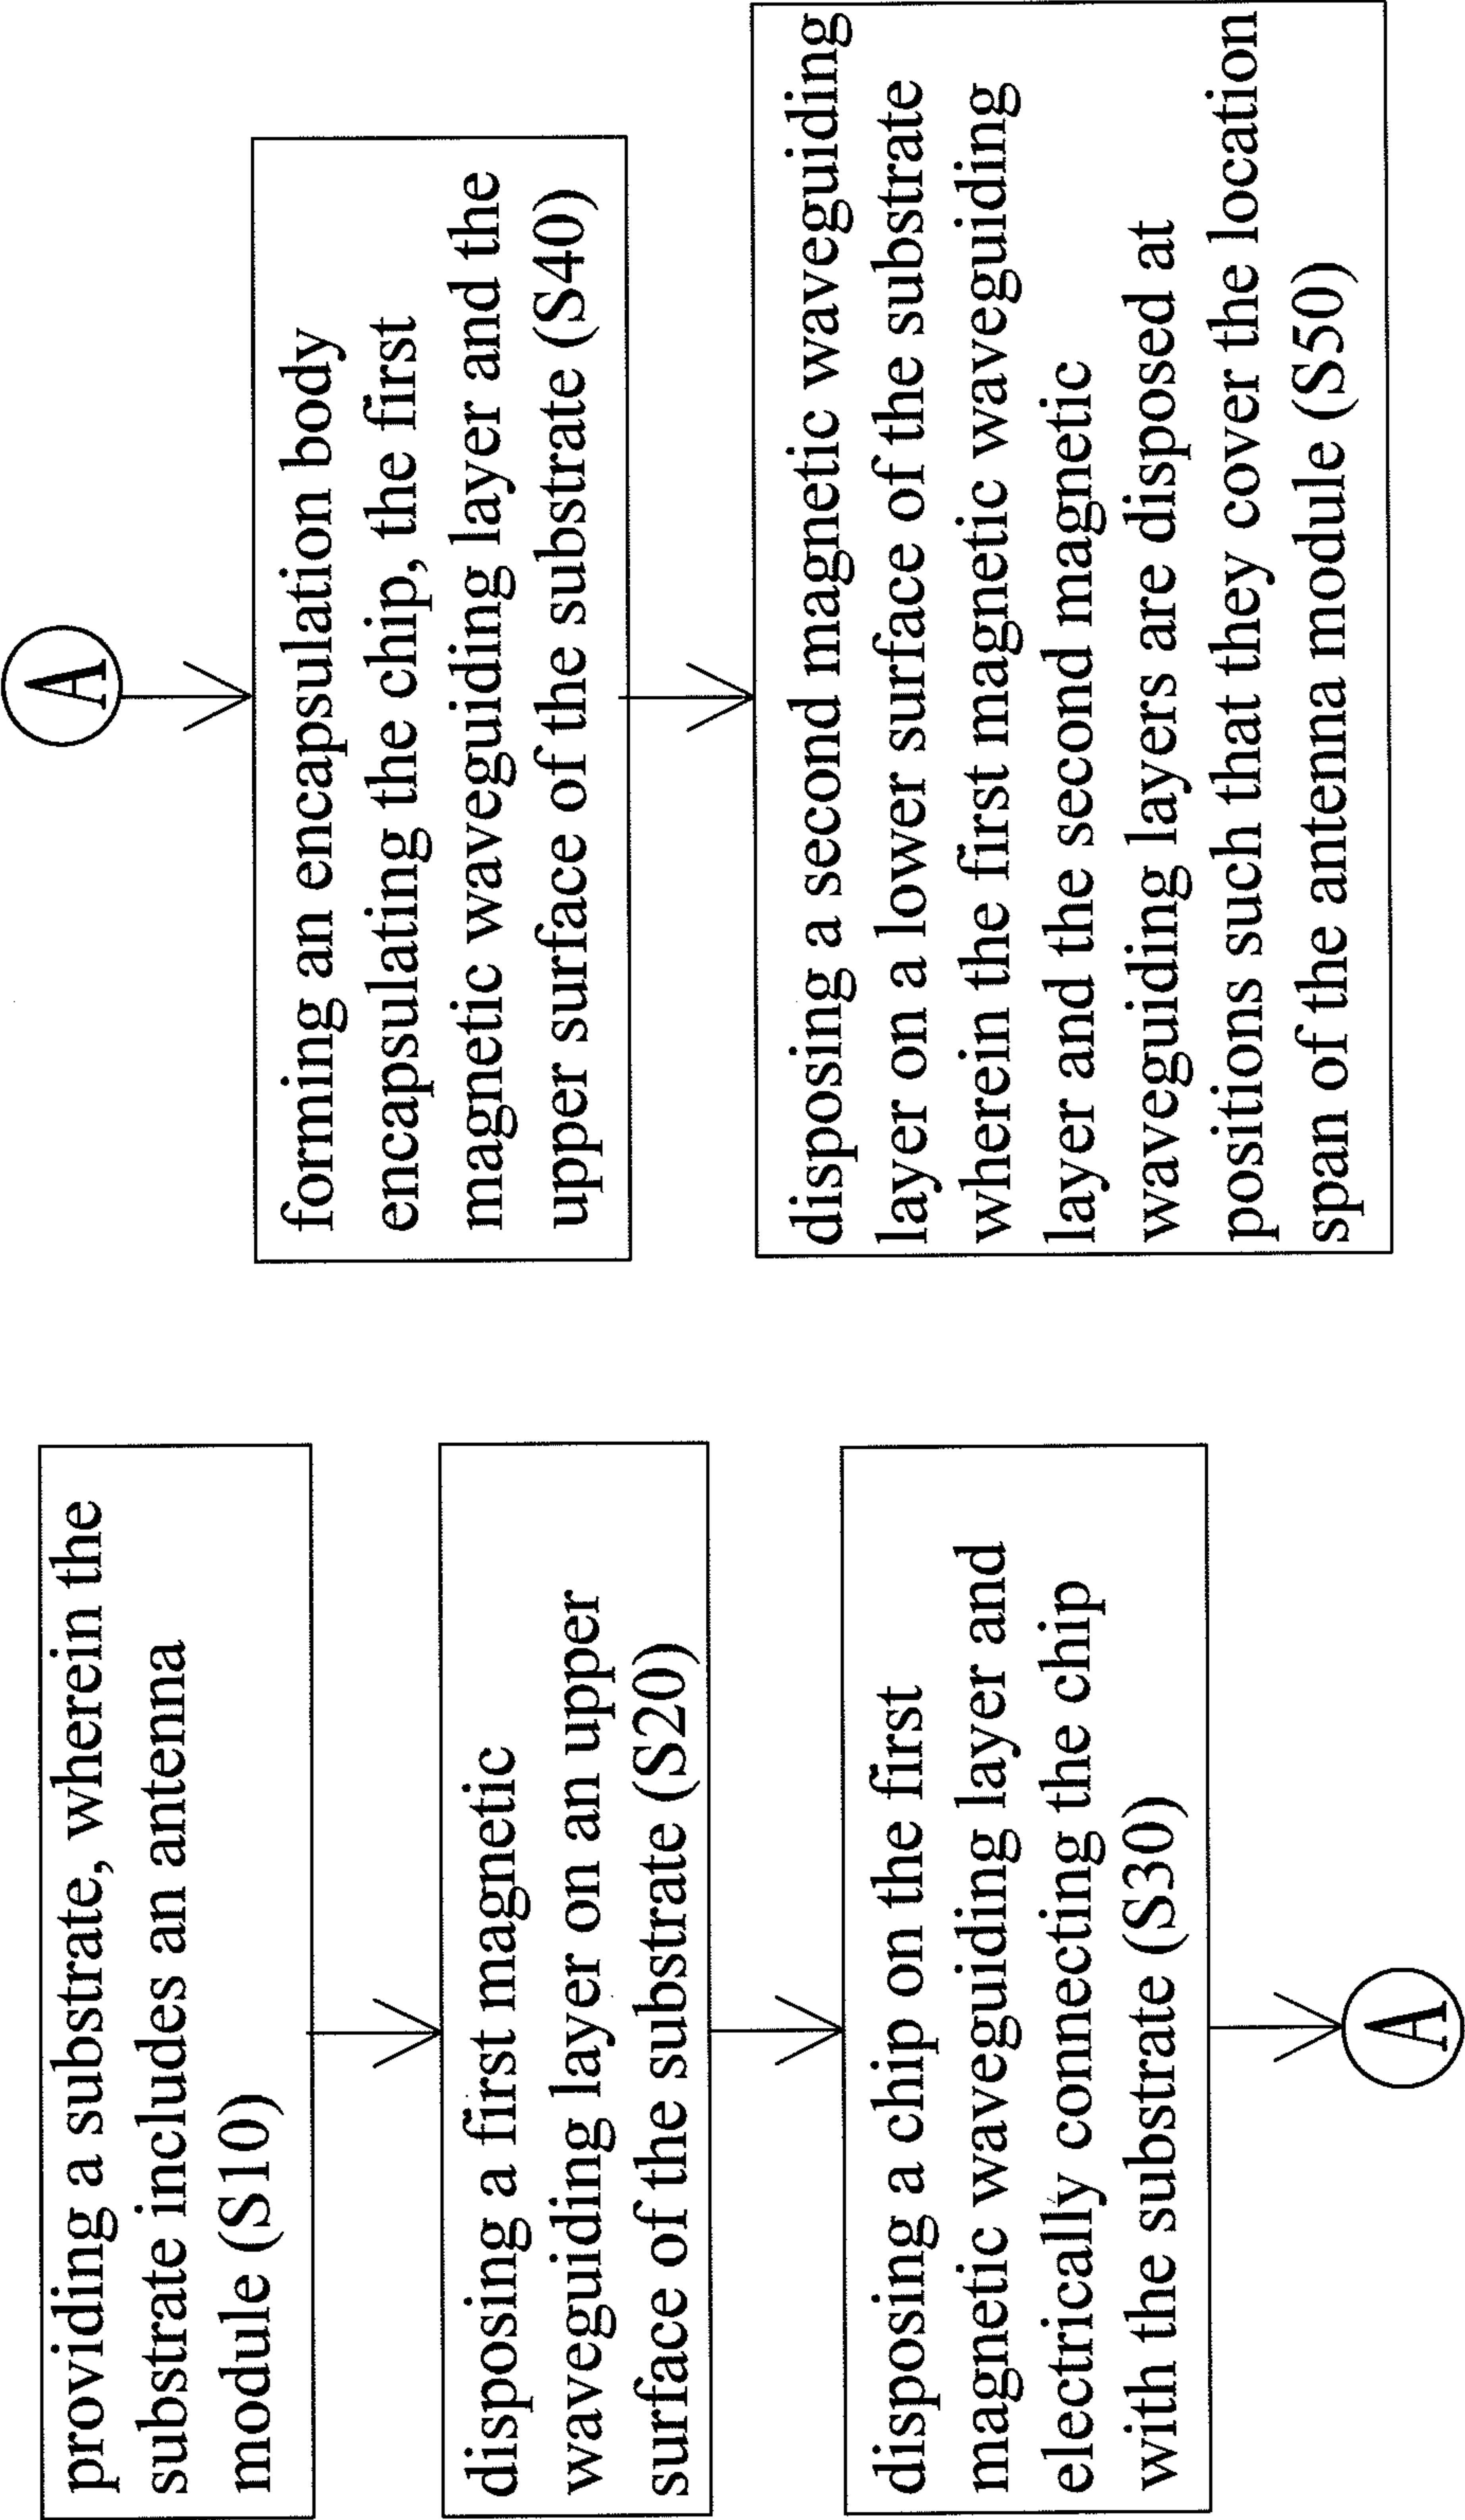 providing a substrate, wherein the
substrate includes an antenna
module (S10)
disposing a first magnetic
waveguiding layer on an upper
surface of the substrate (S20)
disposing a chip on the first
magnetic waveguiding layer and
electrically connecting the chip
with the substrate (S30)
A
A
forming an encapsulation body
encapsulating the chip, the first
magnetic waveguiding layer and the
upper surface of the substrate (S40)
disposing a second magnetic waveguiding
layer on a lower surface of the substrate
wherein the first magnetic waveguiding
layer and the second magnetic
waveguiding layers are disposed at
positions such that they cover the location
span of the antenna module (S50)